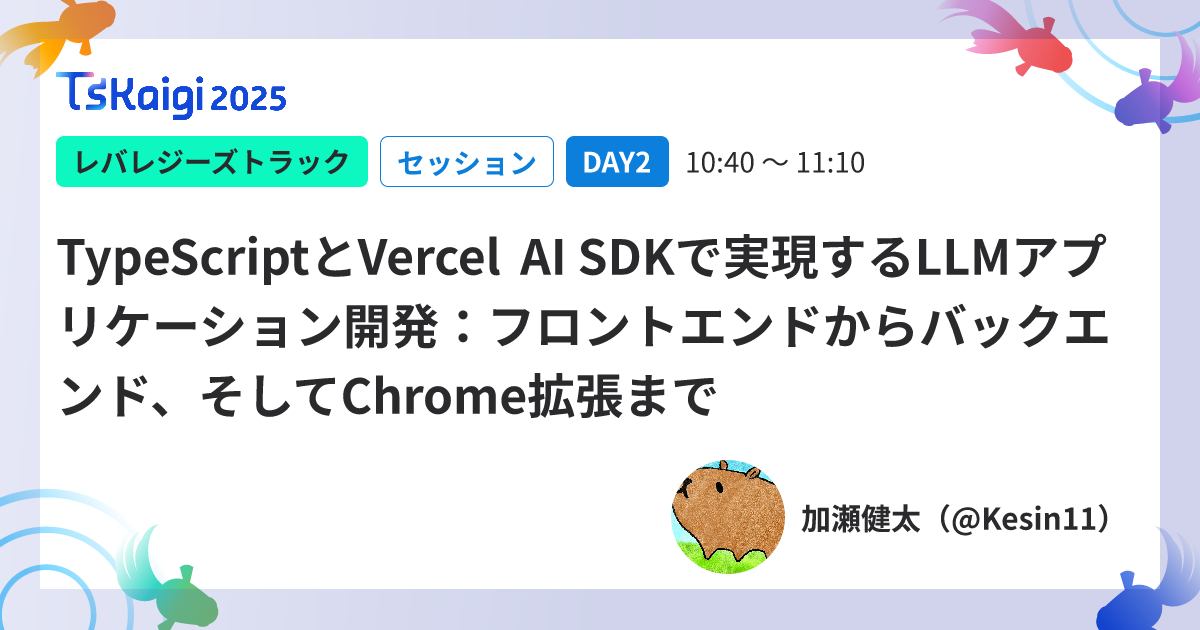 TSKaigi 2025
レバレジーズトラック セッション DAY2 10:40 〜 11:10
TypeScriptとVercel AI SDKで実現するLLMアプ
リケーション開発：フロントエンドからバックエ
ンド、そしてChrome拡張まで
加瀬健太（@Kesin11）